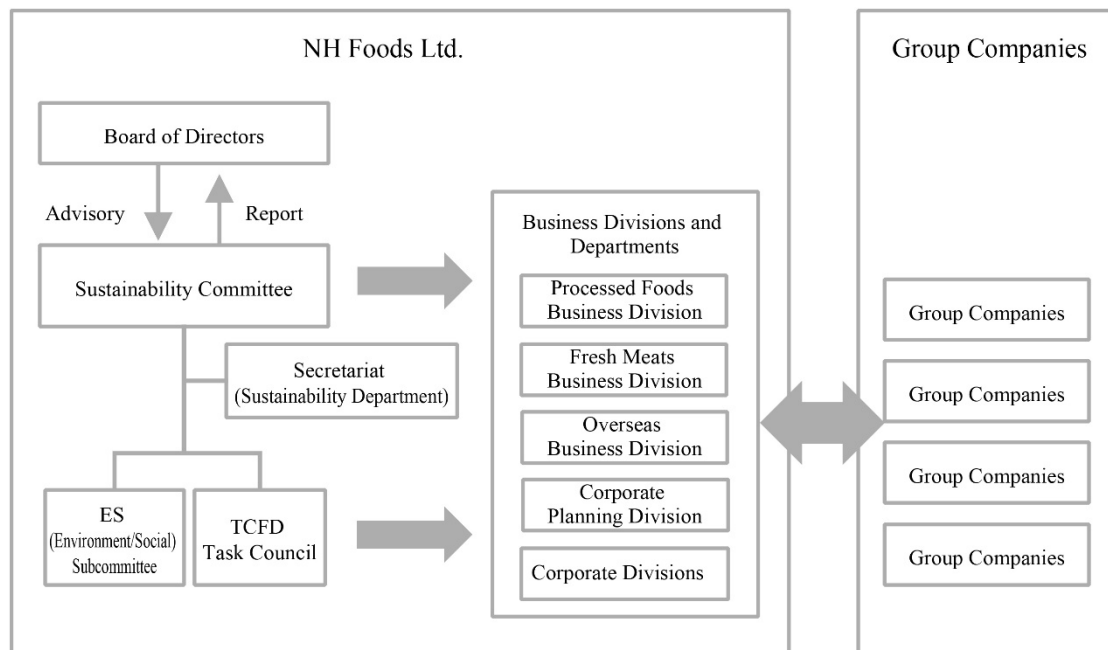 NH Foods Ltd.
Board of Directors
Advisory
Report
Sustainability Committee
Secretariat
(Sustainability Department)
ES
(Environment/Social)
Subcommittee
TCFD
Task Council
Business Divisions and
Departments
Processed Foods
Business Division
Fresh Meats
Business Division
Overseas
Business Division
Corporate
Planning Division
Corporate Divisions
Group Companies
Group Companies
Group Companies
Group Companies
Group Companies